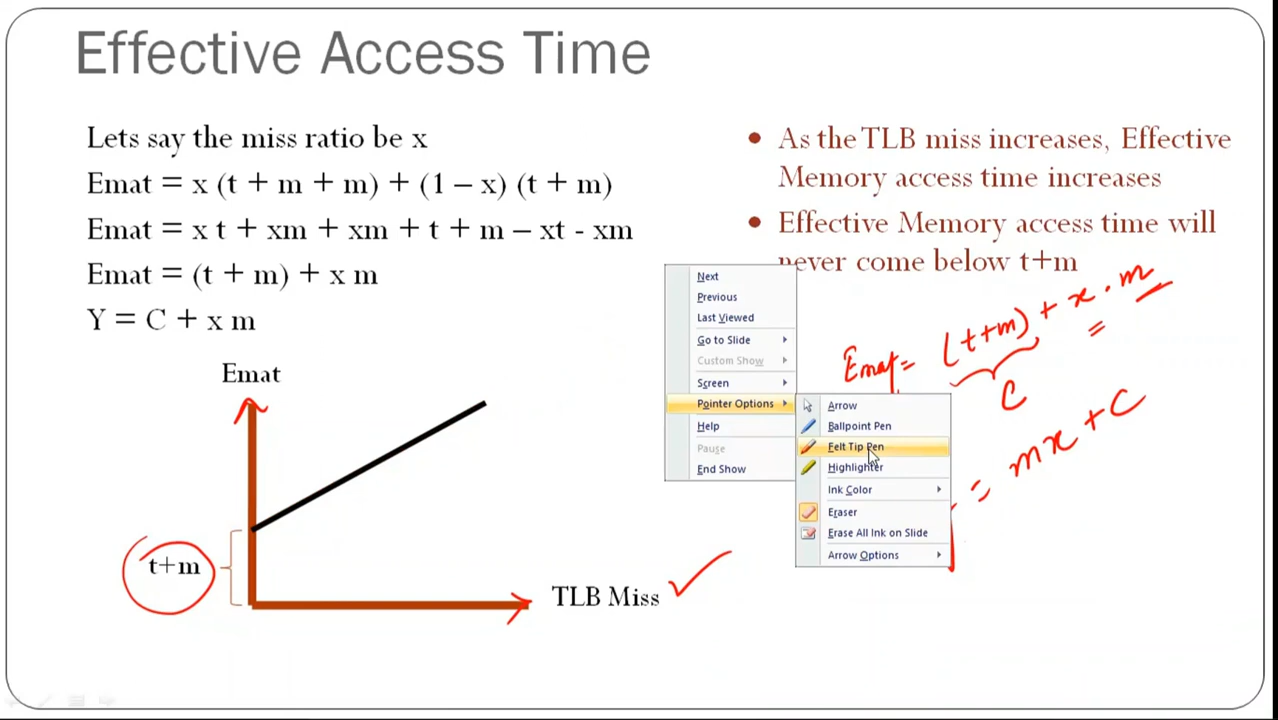 Effective Access Time
Lets say the miss ratio be x
Emat = x (t + m + m) + (1 – x) (t + m)
Emat = x t + xm + xm + t + m – xt - xm
Emat = (t + m) + x m
Y = C + x m
Emat
t+m
TLB Miss
• As the TLB miss increases, Effective
Memory access time increases
• Effective Memory access time will
never come below t+m
Emat = (t+m) + x . m
C
= mx + C
Next
Previous
Last Viewed
Go to Slide
Custom Show
Screen
Pointer Options
Help
Pause
End Show
Arrow
Ballpoint Pen
Felt Tip Pen
Highlighter
Ink Color
Eraser
Erase All Ink on Slide
Arrow Options